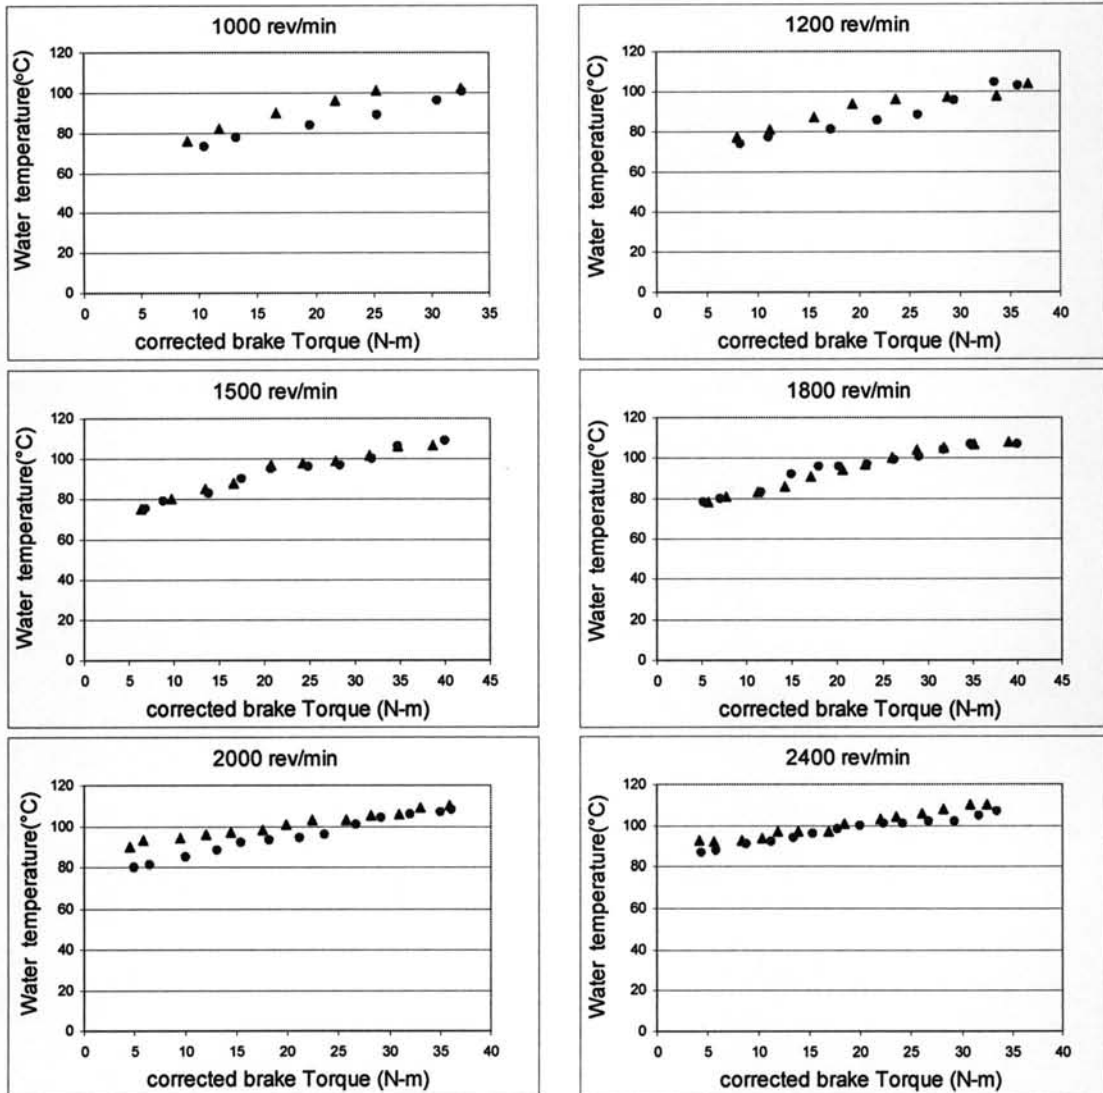 1000 rev/min
Water temperature(°C)
120
100
80
60
40
20
0
0 5 10 15 20 25 30 35
corrected brake Torque (N-m)
1200 rev/min
Water temperature(°C)
120
100
80
60
40
20
0
0 5 10 15 20 25 30 35 40
corrected brake Torque (N-m)
1500 rev/min
Water temperature(°C)
120
100
80
60
40
20
0
0 5 10 15 20 25 30 35 40 45
corrected brake Torque (N-m)
1800 rev/min
Water temperature(°C)
120
100
80
60
40
20
0
0 5 10 15 20 25 30 35 40 45
corrected brake Torque (N-m)
2000 rev/min
Water temperature(°C)
120
100
80
60
40
20
0
0 5 10 15 20 25 30 35 40
corrected brake Torque (N-m)
2400 rev/min
Water temperature(°C)
120
100
80
60
40
20
0
0 5 10 15 20 25 30 35 40
corrected brake Torque (N-m)